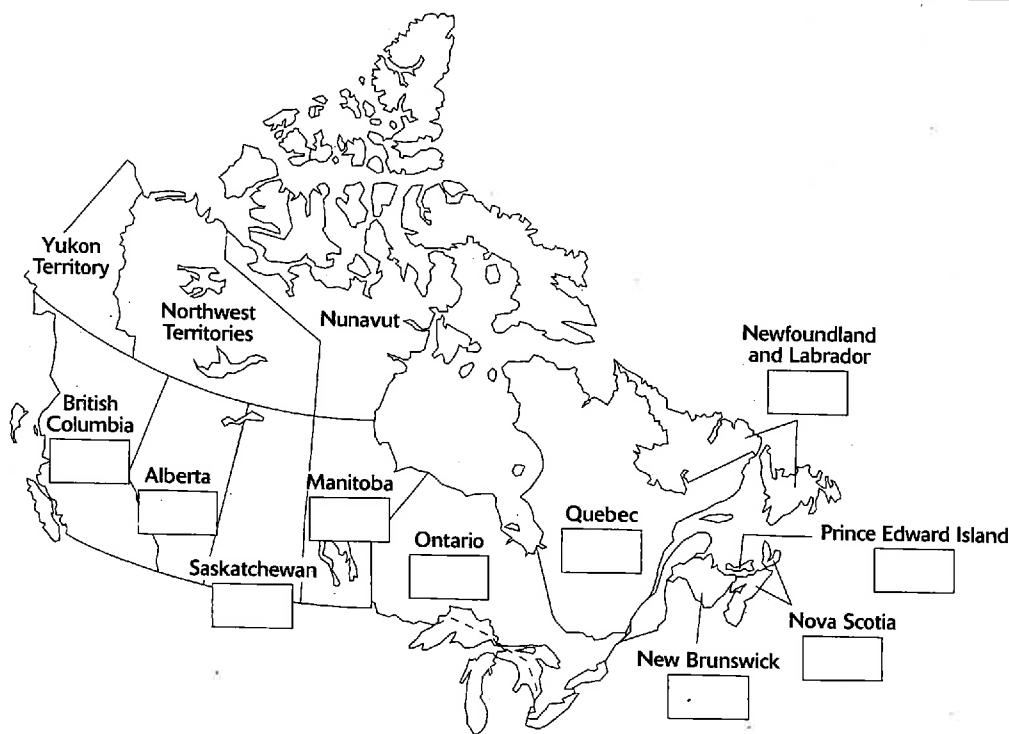 Yukon
Territory
Northwest
Territories
Nunavut
Newfoundland
and Labrador
British
Columbia
Alberta
Manitoba
Saskatchewan
Ontario
Quebec
Prince Edward Island
Nova Scotia
New Brunswick